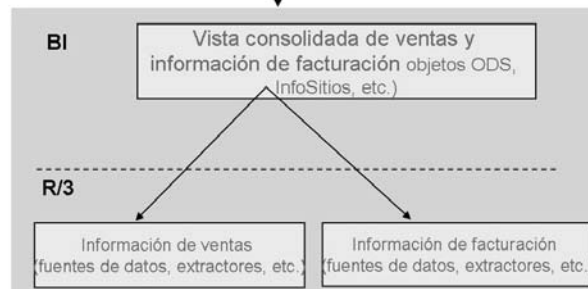 BI
Vista consolidada de ventas y
información de facturación objetos ODS,
InfoSitios, etc.)
R/3
Información de ventas
(fuentes de datos, extractores, etc.)
Información de facturación
(fuentes de datos, extractores, etc.)